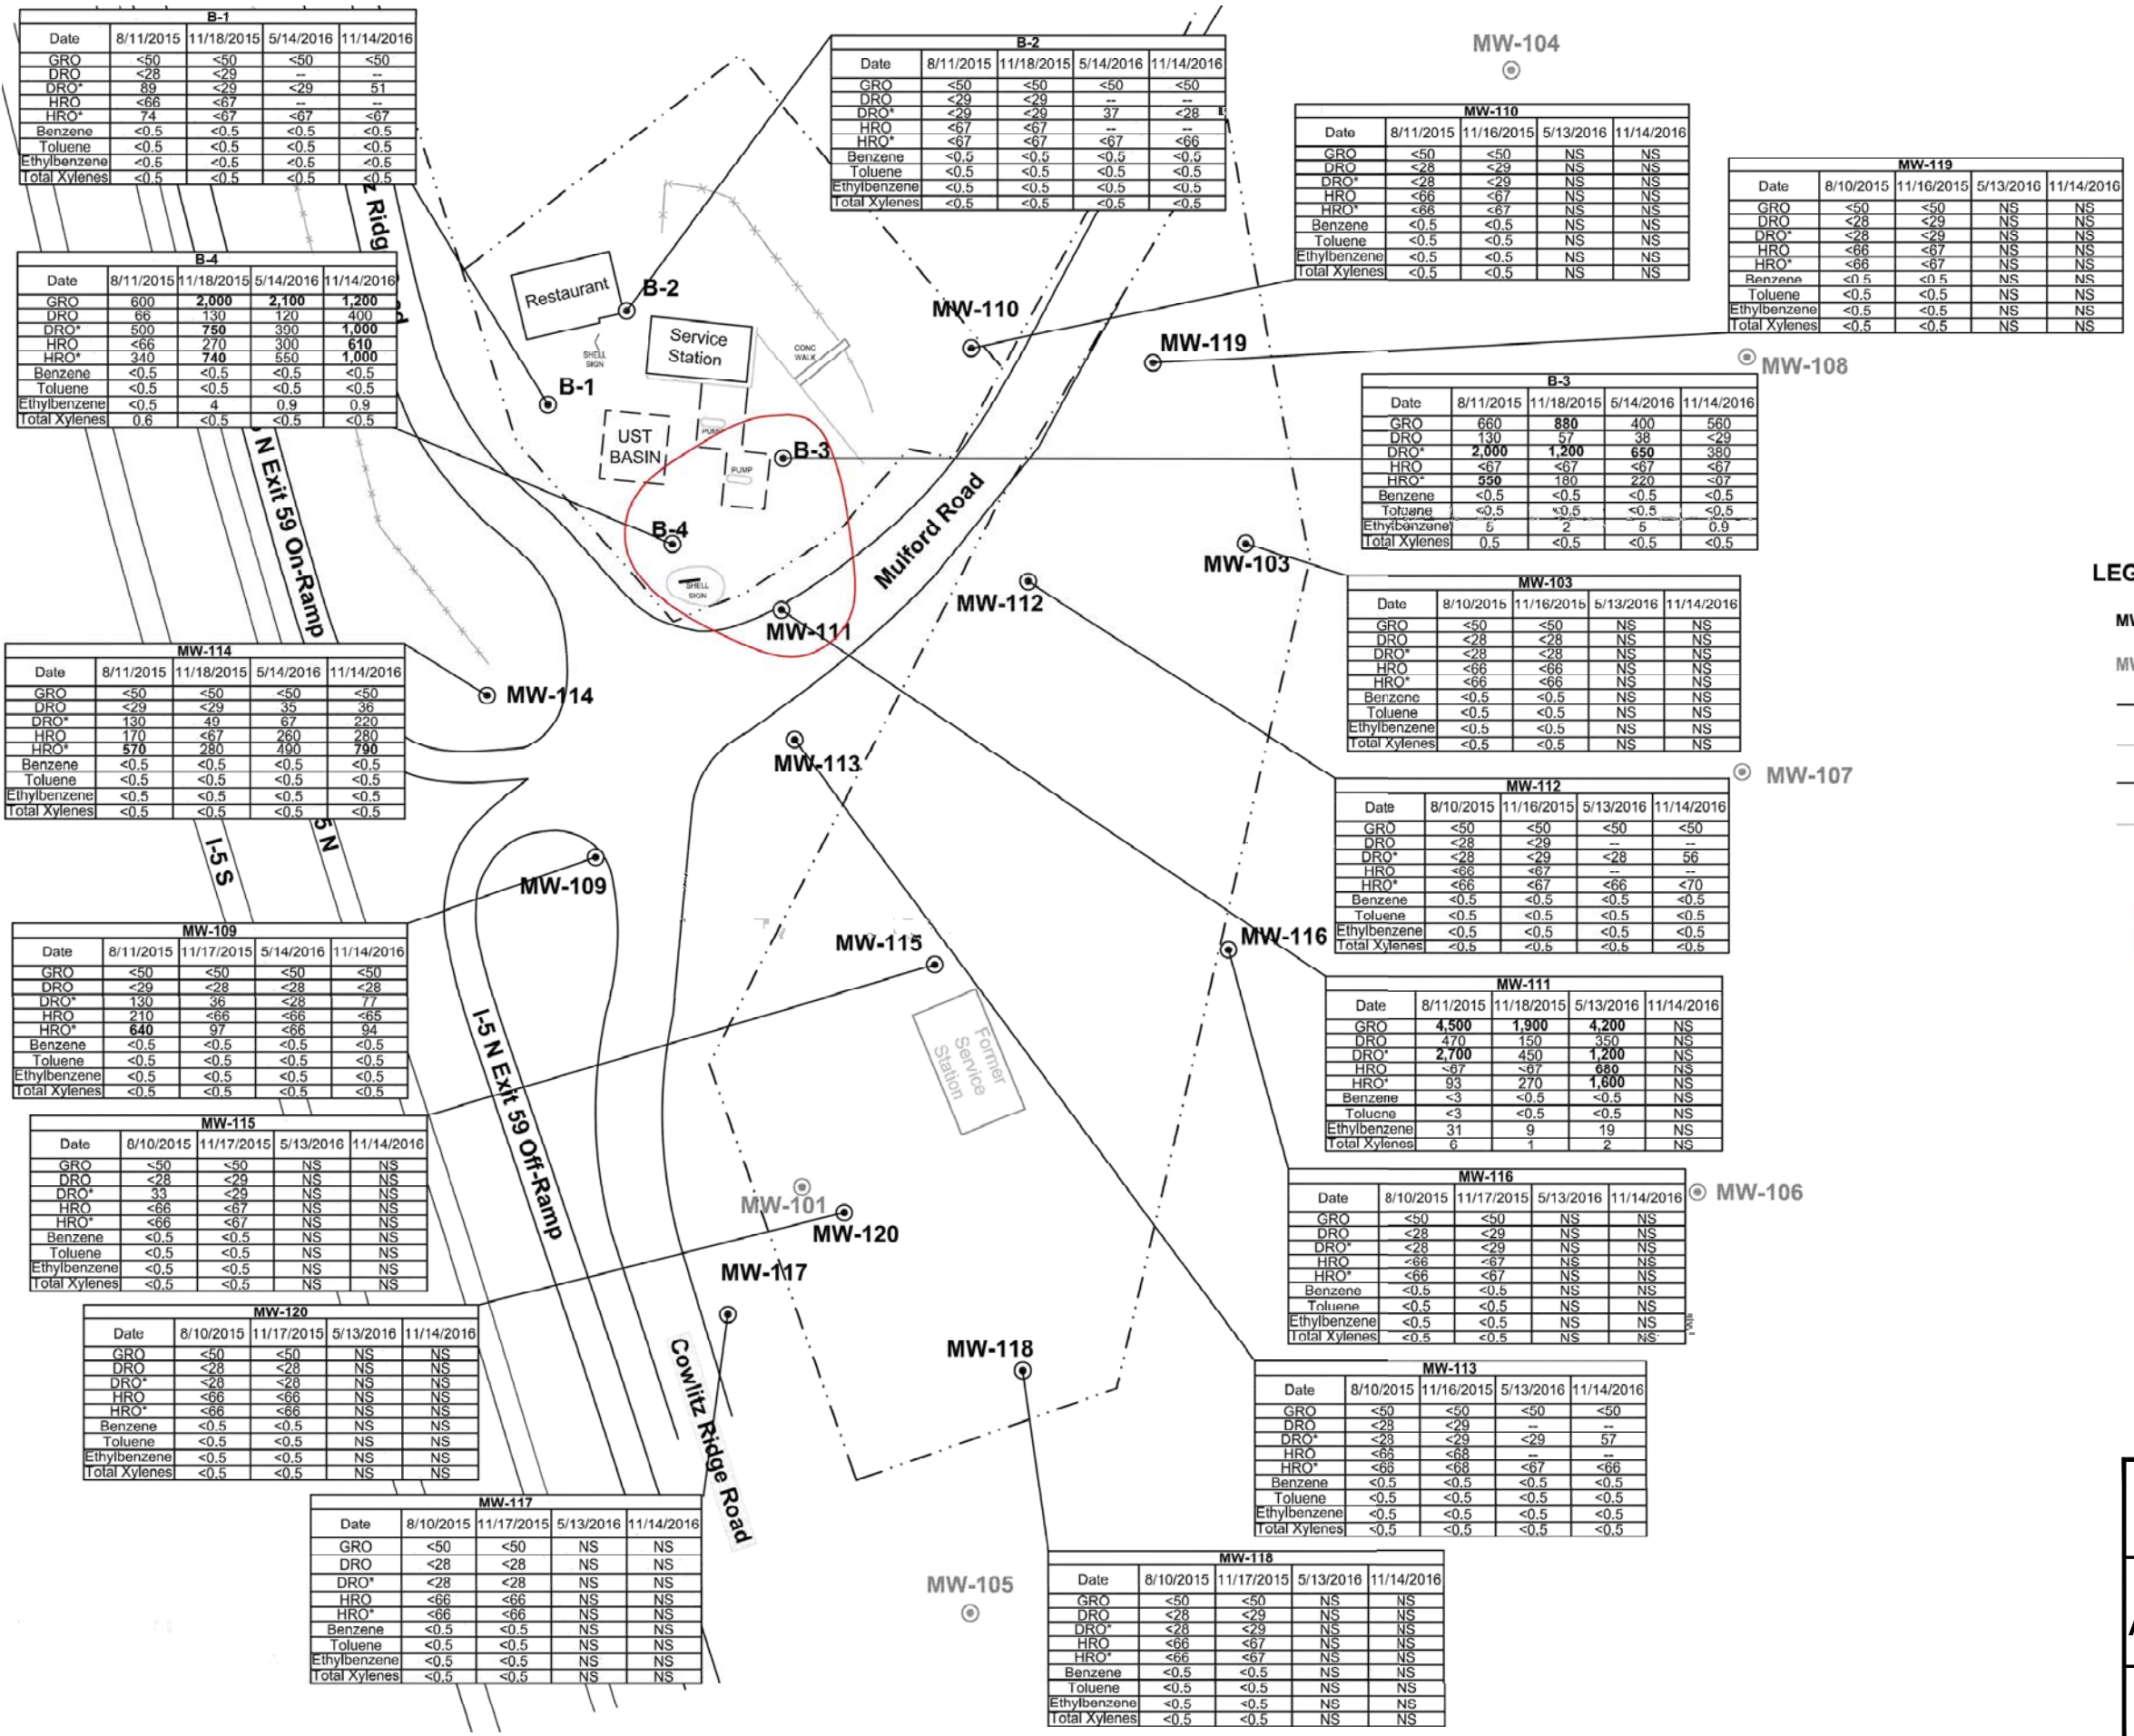 B-1
Date 8/11/2015 11/18/2015 5/14/2016 11/14/2016
GRO <50 <50 <50 <50
DRO <28 <29 -- --
DRO* 89 <29 <29 51
HRO <66 <67 -- --
HRO* 74 <67 <67 <67
Benzene <0.5 <0.5 <0.5 <0.5
Toluene <0.5 <0.5 <0.5 <0.5
Ethylbenzene <0.5 <0.5 <0.5 <0.5
Total Xylenes <0.5 <0.5 <0.5 <0.5
B-2
Date 8/11/2015 11/18/2015 5/14/2016 11/14/2016
GRO <50 <50 <50 <50
DRO <29 <29 -- --
DRO* <29 <29 37 <28
HRO <67 <67 -- --
HRO* <67 <67 <67 <66
Benzene <0.5 <0.5 <0.5 <0.5
Toluene <0.5 <0.5 <0.5 <0.5
Ethylbenzene <0.5 <0.5 <0.5 <0.5
Total Xylenes <0.5 <0.5 <0.5 <0.5
MW-104
MW-110
Date 8/11/2015 11/16/2015 5/13/2016 11/14/2016
GRO <50 <50 NS NS
DRO <28 <29 NS NS
DRO* <28 <29 NS NS
HRO <66 <67 NS NS
HRO* <66 <67 NS NS
Benzene <0.5 <0.5 NS NS
Toluene <0.5 <0.5 NS NS
Ethylbenzene <0.5 <0.5 NS NS
Total Xylenes <0.5 <0.5 NS NS
MW-119
Date 8/10/2015 11/16/2015 5/13/2016 11/14/2016
GRO <50 <50 NS NS
DRO <28 <29 NS NS
DRO* <28 <29 NS NS
HRO <66 <67 NS NS
HRO* <66 <67 NS NS
Benzene <0.5 <0.5 NS NS
Toluene <0.5 <0.5 NS NS
Ethylbenzene <0.5 <0.5 NS NS
Total Xylenes <0.5 <0.5 NS NS
B-4
Date 8/11/2015 11/18/2015 5/14/2016 11/14/2016
GRO 600 2,000 2,100 1,200
DRO 66 130 120 400
DRO* 500 750 390 1,000
HRO <66 270 300 610
HRO* 340 740 550 1,000
Benzene <0.5 <0.5 <0.5 <0.5
Toluene <0.5 <0.5 <0.5 <0.5
Ethylbenzene <0.5 4 0.9 0.9
Total Xylenes 0.6 <0.5 <0.5 <0.5
Restaurant
B-2
SHELL
SIGN
Service
Station
CONC
WALK
MW-110
MW-119
MW-108
B-1
UST
BASIN
PUMP
PUMP
B-3
B-4
SHELL
SIGN
Mulford Road
MW-111
MW-112
MW-103
B-3
Date 8/11/2015 11/18/2015 5/14/2016 11/14/2016
GRO 660 880 400 560
DRO 130 57 38 <29
DRO* 2,000 1,200 650 380
HRO <67 <67 <67 <67
HRO* 550 180 220 <67
Benzene <0.5 <0.5 <0.5 <0.5
Toluene <0.5 <0.5 <0.5 <0.5
Ethylbenzene 5 2 5 0.9
Total Xylenes 0.5 <0.5 <0.5 <0.5
MW-103
Date 8/10/2015 11/16/2015 5/13/2016 11/14/2016
GRO <50 <50 NS NS
DRO <28 <28 NS NS
DRO* <28 <28 NS NS
HRO <66 <66 NS NS
HRO* <66 <66 NS NS
Benzene <0.5 <0.5 NS NS
Toluene <0.5 <0.5 NS NS
Ethylbenzene <0.5 <0.5 NS NS
Total Xylenes <0.5 <0.5 NS NS
N Exit 59 On-Ramp
MW-114
Date 8/11/2015 11/18/2015 5/14/2016 11/14/2016
GRO <50 <50 <50 <50
DRO <29 <29 35 36
DRO* 130 49 67 220
HRO 170 <67 260 280
HRO* 570 280 490 790
Benzene <0.5 <0.5 <0.5 <0.5
Toluene <0.5 <0.5 <0.5 <0.5
Ethylbenzene <0.5 <0.5 <0.5 <0.5
Total Xylenes <0.5 <0.5 <0.5 <0.5
MW-114
MW-113
MW-107
I-5 S
5 N
MW-109
MW-112
Date 8/10/2015 11/16/2015 5/13/2016 11/14/2016
GRO <50 <50 <50 <50
DRO <28 <29 -- --
DRO* <28 <29 <28 56
HRO <66 <67 -- --
HRO* <66 <67 <66 <70
Benzene <0.5 <0.5 <0.5 <0.5
Toluene <0.5 <0.5 <0.5 <0.5
Ethylbenzene <0.5 <0.5 <0.5 <0.5
Total Xylenes <0.5 <0.5 <0.5 <0.5
MW-109
Date 8/11/2015 11/17/2015 5/14/2016 11/14/2016
GRO <50 <50 <50 <50
DRO <29 <28 <28 <28
DRO* 130 36 <28 77
HRO 210 <66 <66 <65
HRO* 640 97 <66 94
Benzene <0.5 <0.5 <0.5 <0.5
Toluene <0.5 <0.5 <0.5 <0.5
Ethylbenzene <0.5 <0.5 <0.5 <0.5
Total Xylenes <0.5 <0.5 <0.5 <0.5
MW-115
MW-116
Former
Service
Station
I-5 N Exit 59 Off-Ramp
MW-111
Date 8/11/2015 11/18/2015 5/13/2016 11/14/2016
GRO 4,500 1,900 4,200 NS
DRO 470 150 350 NS
DRO* 2,700 450 1,200 NS
HRO <67 <67 680 NS
HRO* 93 270 1,600 NS
Benzene <3 <0.5 <0.5 NS
Toluene <3 <0.5 <0.5 NS
Ethylbenzene 31 9 19 NS
Total Xylenes 6 1 2 NS
MW-115
Date 8/10/2015 11/17/2015 5/13/2016 11/14/2016
GRO <50 <50 NS NS
DRO <28 <29 NS NS
DRO* 33 <29 NS NS
HRO <66 <67 NS NS
HRO* <66 <67 NS NS
Benzene <0.5 <0.5 NS NS
Toluene <0.5 <0.5 NS NS
Ethylbenzene <0.5 <0.5 NS NS
Total Xylenes <0.5 <0.5 NS NS
MW-101
MW-120
MW-117
MW-116
Date 8/10/2015 11/17/2015 5/13/2016 11/14/2016
GRO <50 <50 NS NS
DRO <28 <29 NS NS
DRO* <28 <29 NS NS
HRO <66 <67 NS NS
HRO* <66 <67 NS NS
Benzene <0.5 <0.5 NS NS
Toluene <0.5 <0.5 NS NS
Ethylbenzene <0.5 <0.5 NS NS
Total Xylenes <0.5 <0.5 NS NS
MW-106
MW-120
Date 8/10/2015 11/17/2015 5/13/2016 11/14/2016
GRO <50 <50 NS NS
DRO <28 <28 NS NS
DRO* <28 <28 NS NS
HRO <66 <66 NS NS
HRO* <66 <66 NS NS
Benzene <0.5 <0.5 NS NS
Toluene <0.5 <0.5 NS NS
Ethylbenzene <0.5 <0.5 NS NS
Total Xylenes <0.5 <0.5 NS NS
Cowlitz Ridge Road
MW-118
MW-113
Date 8/10/2015 11/16/2015 5/13/2016 11/14/2016
GRO <50 <50 <50 <50
DRO <28 <29 -- --
DRO* <28 <29 <29 57
HRO <66 <68 -- --
HRO* <66 <68 <67 <66
Benzene <0.5 <0.5 <0.5 <0.5
Toluene <0.5 <0.5 <0.5 <0.5
Ethylbenzene <0.5 <0.5 <0.5 <0.5
Total Xylenes <0.5 <0.5 <0.5 <0.5
MW-117
Date 8/10/2015 11/17/2015 5/13/2016 11/14/2016
GRO <50 <50 NS NS
DRO <28 <28 NS NS
DRO* <28 <28 NS NS
HRO <66 <66 NS NS
HRO* <66 <66 NS NS
Benzene <0.5 <0.5 NS NS
Toluene <0.5 <0.5 NS NS
Ethylbenzene <0.5 <0.5 NS NS
Total Xylenes <0.5 <0.5 NS NS
MW-105
MW-118
Date 8/10/2015 11/17/2015 5/13/2016 11/14/2016
GRO <50 <50 NS NS
DRO <28 <29 NS NS
DRO* <28 <29 NS NS
HRO <66 <67 NS NS
HRO* <66 <67 NS NS
Benzene <0.5 <0.5 NS NS
Toluene <0.5 <0.5 NS NS
Ethylbenzene <0.5 <0.5 NS NS
Total Xylenes <0.5 <0.5 NS NS